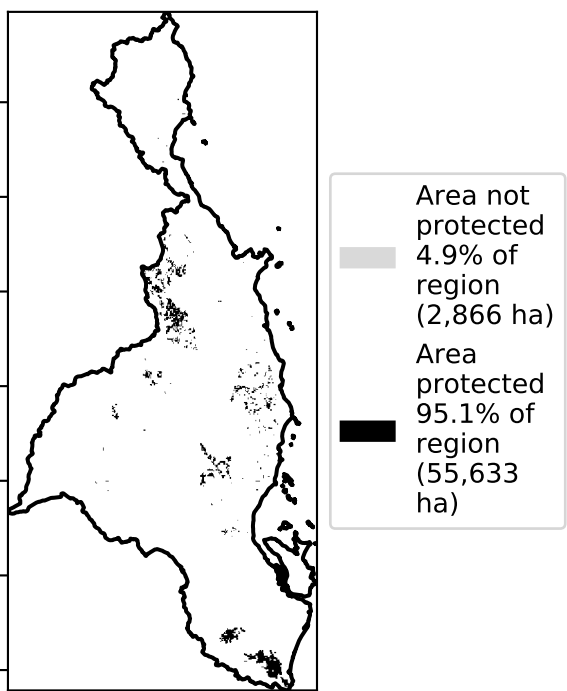 Area not
protected
4.9% of
region
(2,866 ha)
Area
protected
95.1% of
region
(55,633
ha)